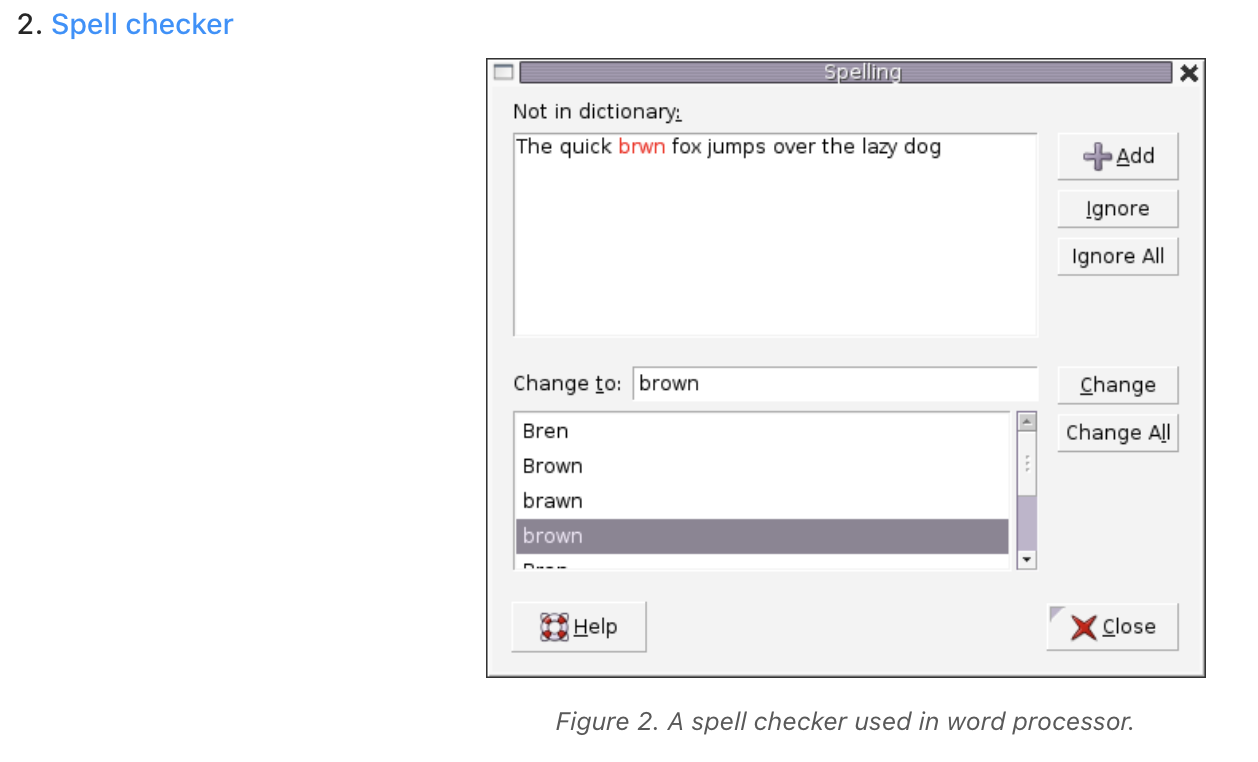 2. Spell checker
Spelling
Not in dictionary:
The quick brwn fox jumps over the lazy dog
Add
Ignore
Ignore All
Change to: brown
Change
Bren
Brown
brawn
brown
Change All
Help
Close
Figure 2. A spell checker used in word processor.